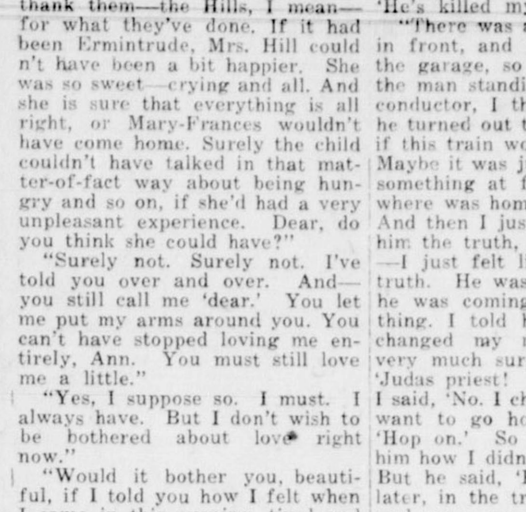 thank them—the Hills, I mean—
for what they've done. If it had
been Ermintrude, Mrs. Hill could
n't have been a bit happier. She
was so sweet—crying and all. And
she is sure that everything is all
right, or Mary-Frances wouldn't
have come home. Surely the child
couldn't have talked in that mat-
ter-of-fact way about being hun-
gry and so on, if she'd had a very
unpleasant experience. Dear, do
you think she could have?"
"Surely not. Surely not. I've
told you over and over. And—
you still call me 'dear.' You let
me put my arms around you. You
can't have stopped loving me en-
tirely, Ann. You must still love
me a little."
"Yes, I suppose so. I must. I
always have. But I don't wish to
be bothered about love right
now."
"Would it bother you, beauti-
ful, if I told you how I felt when
'He's killed
"There was
in front, and
the garage, so
the man
conductor, I
he turned out
if this train
Maybe it was
something at
where was
And then I
him the truth,
—I just felt
truth. He was
he was coming
thing. I told
changed my
very much
'Judas priest!
I said, 'No. I
want to go
'Hop on.' So
him how I
But he said,
later, in the